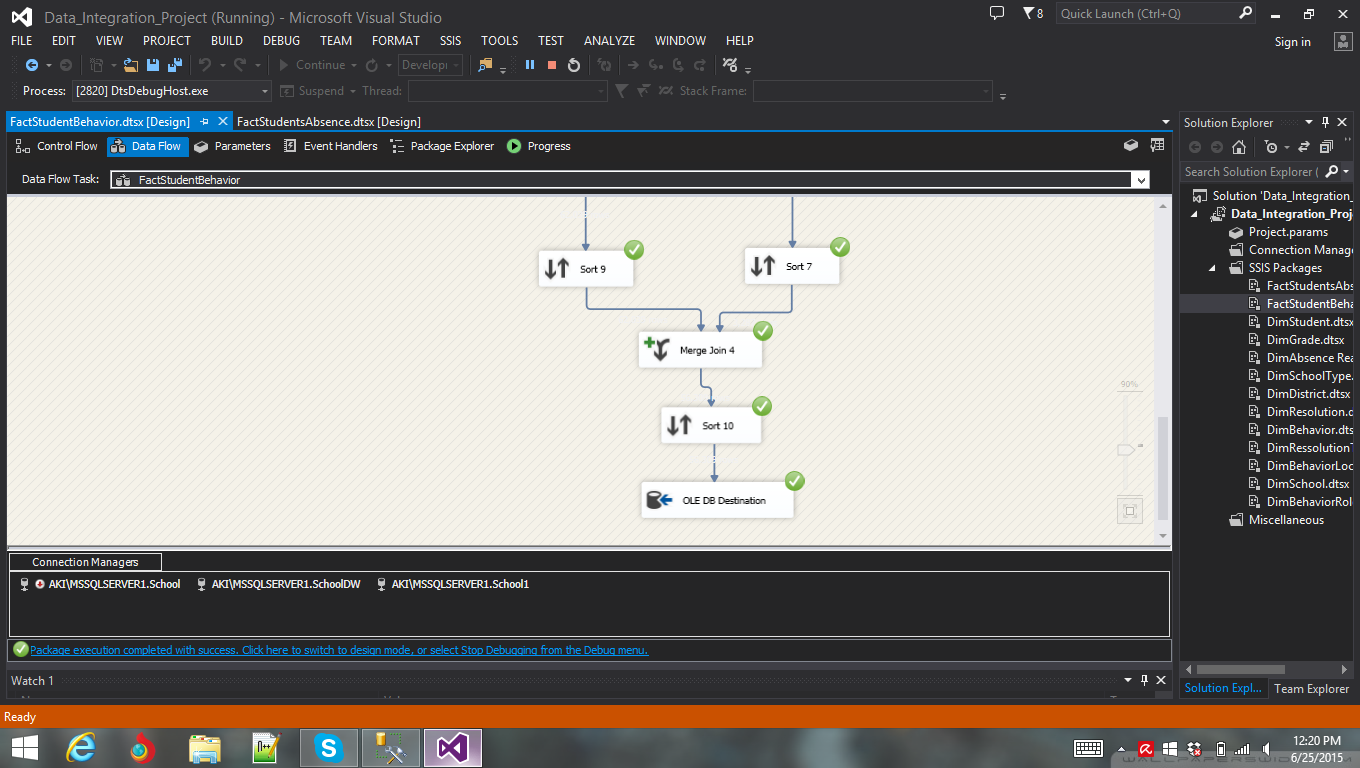 Data_Integration_Project (Running) - Microsoft Visual Studio
8
Quick Launch (Ctrl+Q)
FILE EDIT VIEW PROJECT BUILD DEBUG TEAM FORMAT SSIS TOOLS TEST ANALYZE WINDOW HELP
Sign in
Continue
Develop
Process: [2820] DtsDebugHost.exe
Suspend
Thread:
Stack Frame:
FactStudentBehavior.dtsx [Design]
FactStudentsAbsence.dtsx [Design]
Control Flow
Data Flow
Parameters
Event Handlers
Package Explorer
Progress
Data Flow Task:
FactStudentBehavior
Sort 9
Sort 7
Merge Join 4
Sort 10
OLE DB Destination
90%
Connection Managers
AKI\MSSQLSERVER1.School
AKI\MSSQLSERVER1.SchoolDW
AKI\MSSQLSERVER1.School1
Package execution completed with success. Click here to switch to design mode, or select Stop Debugging from the Debug menu.
Watch 1
Solution Explorer
Search Solution Explorer (
Solution 'Data_Integration_
Data_Integration_Proj
Project.params
Connection Manag
SSIS Packages
FactStudentsAbs
FactStudentBeha
DimStudent.dtsx
DimGrade.dtsx
DimAbsence Rea
DimSchoolType.
DimDistrict.dtsx
DimResolution.d
DimBehavior.dts
DimRessolutionT
DimBehaviorLoc
DimSchool.dtsx
DimBehaviorRol
Miscellaneous
Solution Expl...
Team Explorer
Ready
12:20 PM
6/25/2015